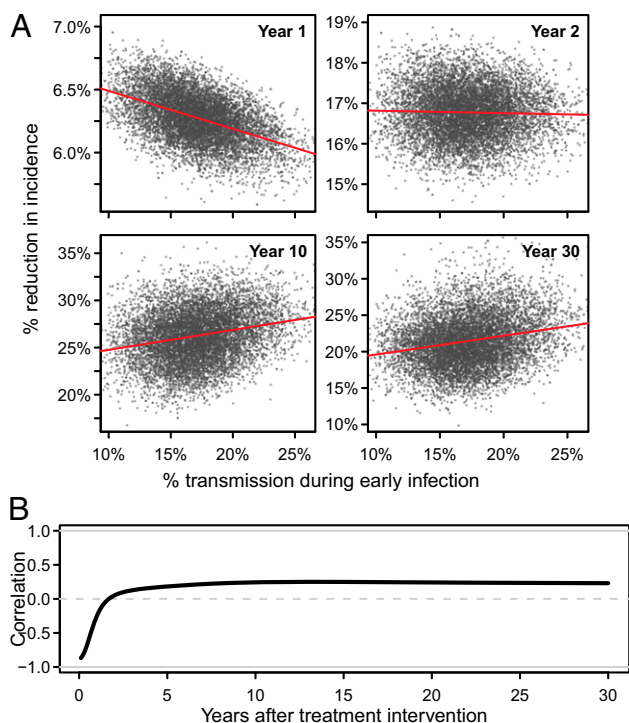 A
Year 1
Year 2
7.0%
6.5%
6.0%
19%
18%
17%
16%
15%
Year 10
Year 30
35%
30%
25%
20%
35%
30%
25%
20%
15%
10%
% reduction in incidence
10% 15% 20% 25%
10% 15% 20% 25%
% transmission during early infection
B
1.0
0.5
0.0
−0.5
−1.0
Correlation
0 5 10 15 20 25 30
Years after treatment intervention